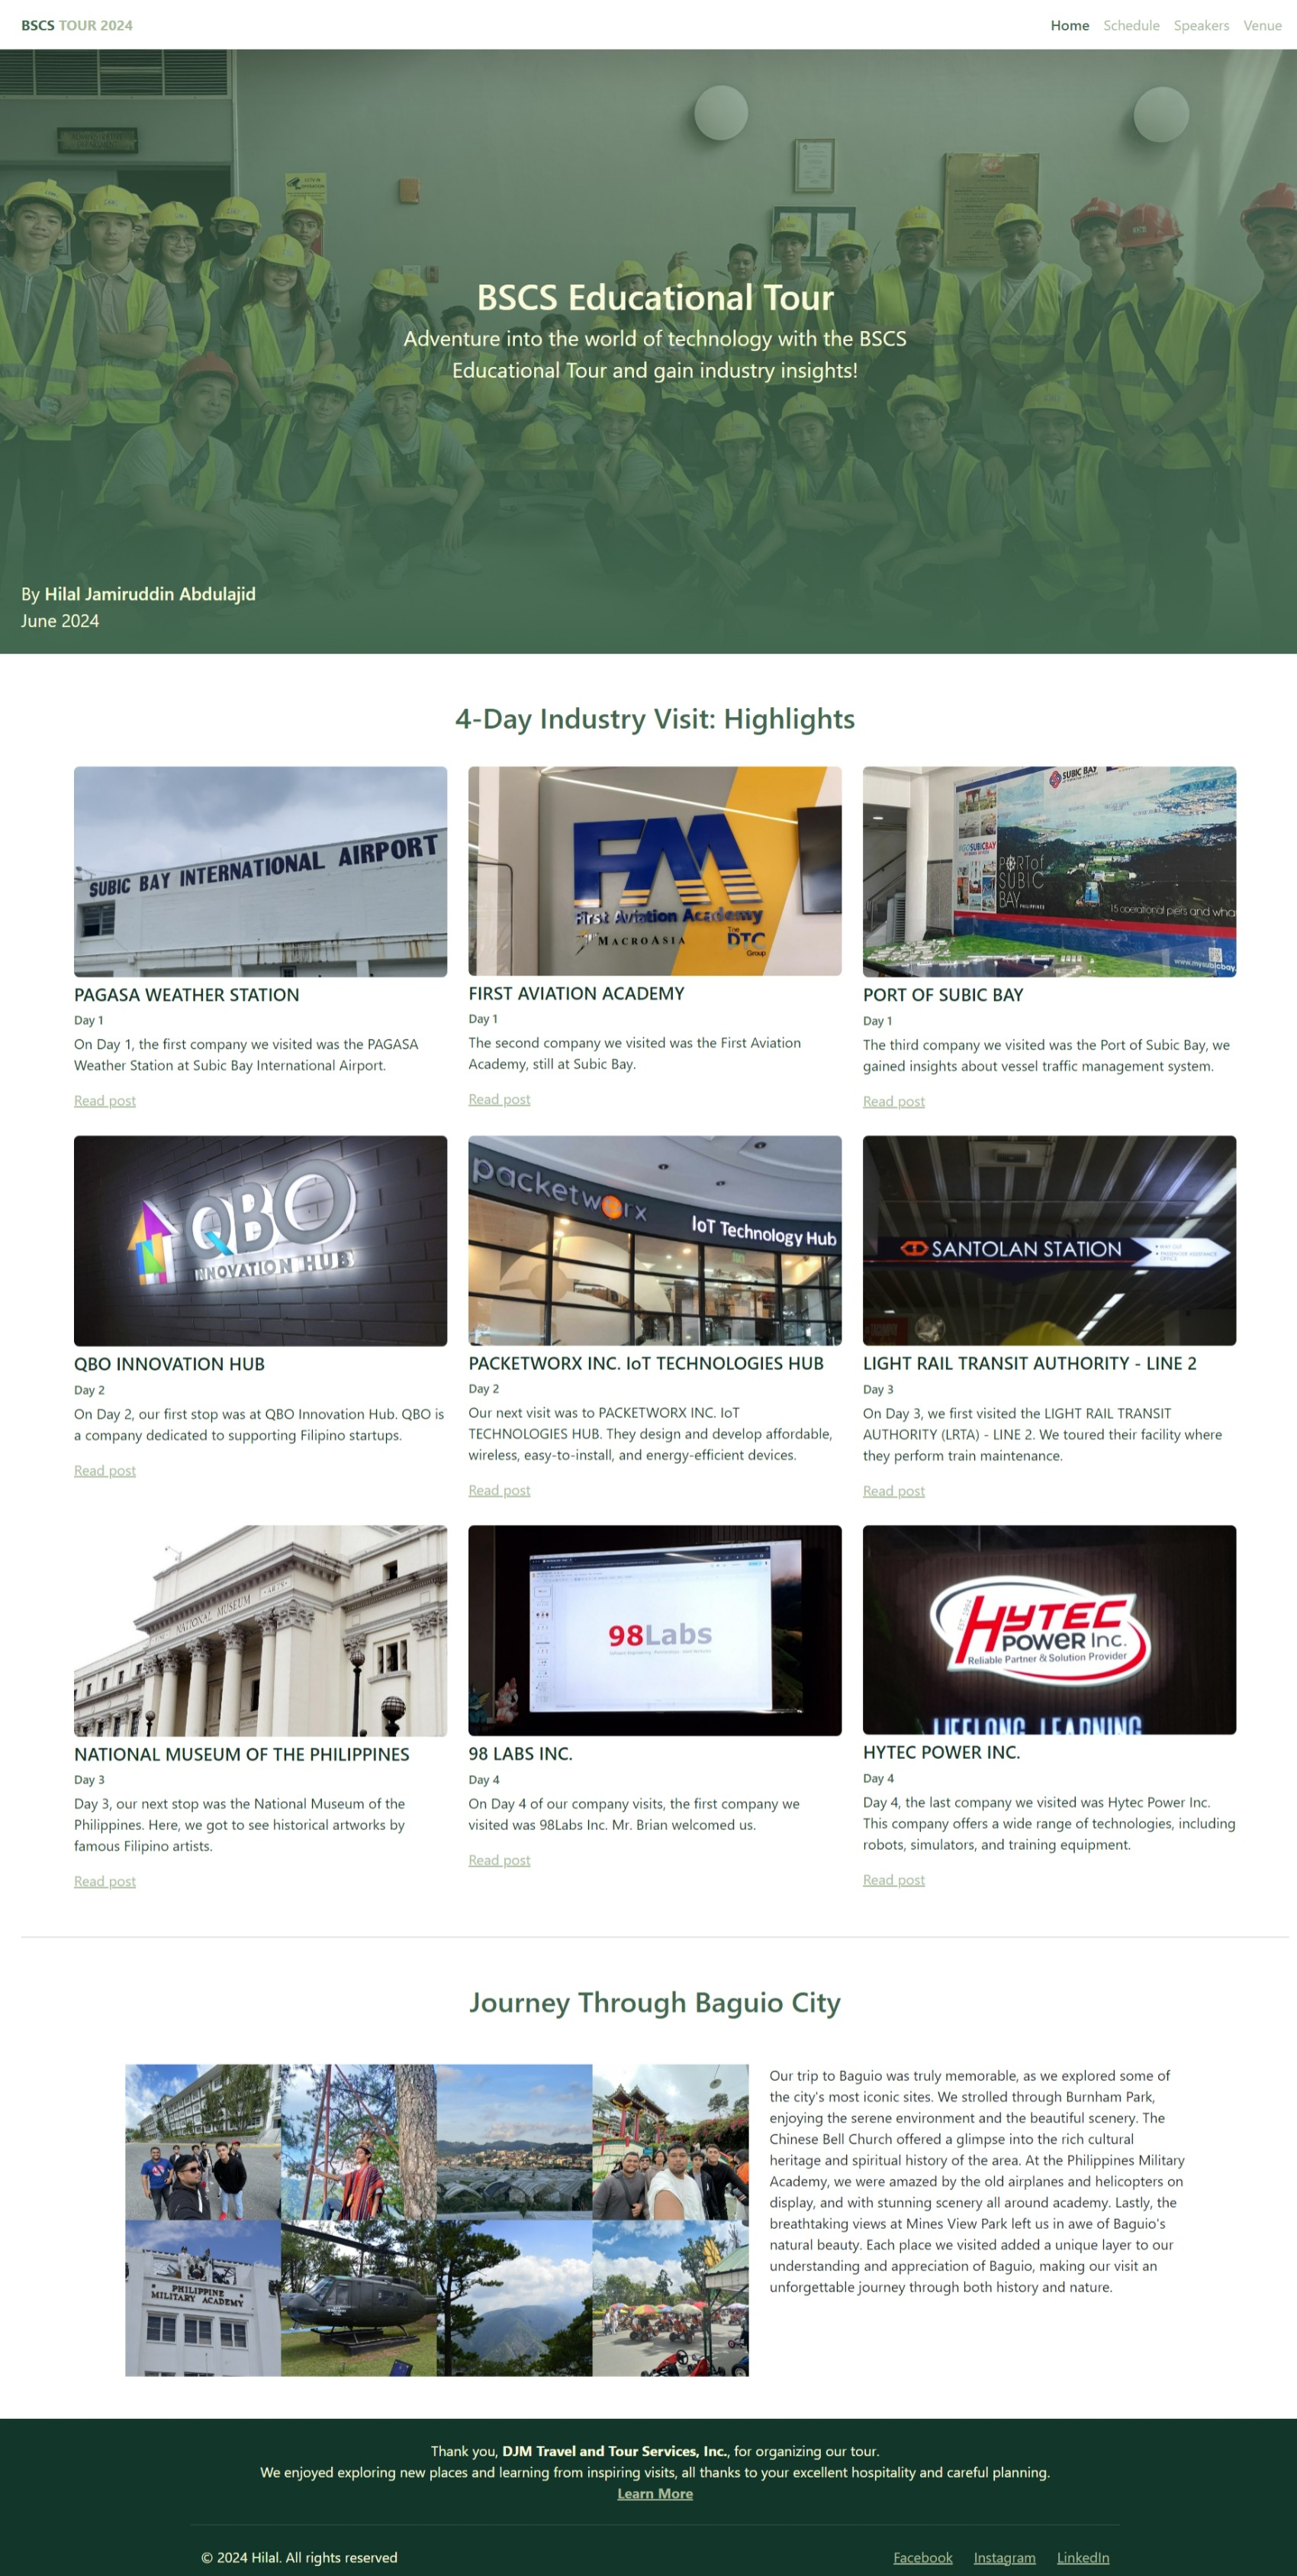 BSCS TOUR 2024
Home Schedule Speakers Venue
BSCS Educational Tour
Adventure into the world of technology with the BSCS
Educational Tour and gain industry insights!
By Hilal Jamiruddin Abdulajid
June 2024
4-Day Industry Visit: Highlights
SUBIC BAY INTERNATIONAL AIRPORT
PAGASA WEATHER STATION
Day 1
On Day 1, the first company we visited was the PAGASA
Weather Station at Subic Bay International Airport.
Read post
First Aviation Academy
MACROASIA
The
DTC
Group
FIRST AVIATION ACADEMY
Day 1
The second company we visited was the First Aviation
Academy, still at Subic Bay.
Read post
SUBIC BAY
PORT of
SUBIC
BAY
PHILIPPINES
15 operational piers and wha
www.mysubicbay.
PORT OF SUBIC BAY
Day 1
The third company we visited was the Port of Subic Bay, we
gained insights about vessel traffic management system.
Read post
QBO
INNOVATION HUB
QBO INNOVATION HUB
Day 2
On Day 2, our first stop was at QBO Innovation Hub. QBO is
a company dedicated to supporting Filipino startups.
Read post
packetworx
IoT Technology Hub
PACKETWORX INC. IoT TECHNOLOGIES HUB
Day 2
Our next visit was to PACKETWORX INC. IoT
TECHNOLOGIES HUB. They design and develop affordable,
wireless, easy-to-install, and energy-efficient devices.
Read post
SANTOLAN STATION
LIGHT RAIL TRANSIT AUTHORITY - LINE 2
Day 3
On Day 3, we first visited the LIGHT RAIL TRANSIT
AUTHORITY (LRTA) - LINE 2. We toured their facility where
they perform train maintenance.
Read post
NATIONAL MUSEUM
NATIONAL MUSEUM OF THE PHILIPPINES
Day 3
Day 3, our next stop was the National Museum of the
Philippines. Here, we got to see historical artworks by
famous Filipino artists.
Read post
98Labs
98 LABS INC.
Day 4
On Day 4 of our company visits, the first company we
visited was 98Labs Inc. Mr. Brian welcomed us.
Read post
EST. 1994
HYTEC
POWER Inc.
Reliable Partner & Solution Provider
LIFELONG LEARNING
HYTEC POWER INC.
Day 4
Day 4, the last company we visited was Hytec Power Inc.
This company offers a wide range of technologies, including
robots, simulators, and training equipment.
Read post
Journey Through Baguio City
PHILIPPINE
MILITARY ACADEMY
Our trip to Baguio was truly memorable, as we explored some of
the city's most iconic sites. We strolled through Burnham Park,
enjoying the serene environment and the beautiful scenery. The
Chinese Bell Church offered a glimpse into the rich cultural
heritage and spiritual history of the area. At the Philippines Military
Academy, we were amazed by the old airplanes and helicopters on
display, and with stunning scenery all around academy. Lastly, the
breathtaking views at Mines View Park left us in awe of Baguio's
natural beauty. Each place we visited added a unique layer to our
understanding and appreciation of Baguio, making our visit an
unforgettable journey through both history and nature.
Thank you, DJM Travel and Tour Services, Inc., for organizing our tour.
We enjoyed exploring new places and learning from inspiring visits, all thanks to your excellent hospitality and careful planning.
Learn More
© 2024 Hilal. All rights reserved
Facebook Instagram LinkedIn